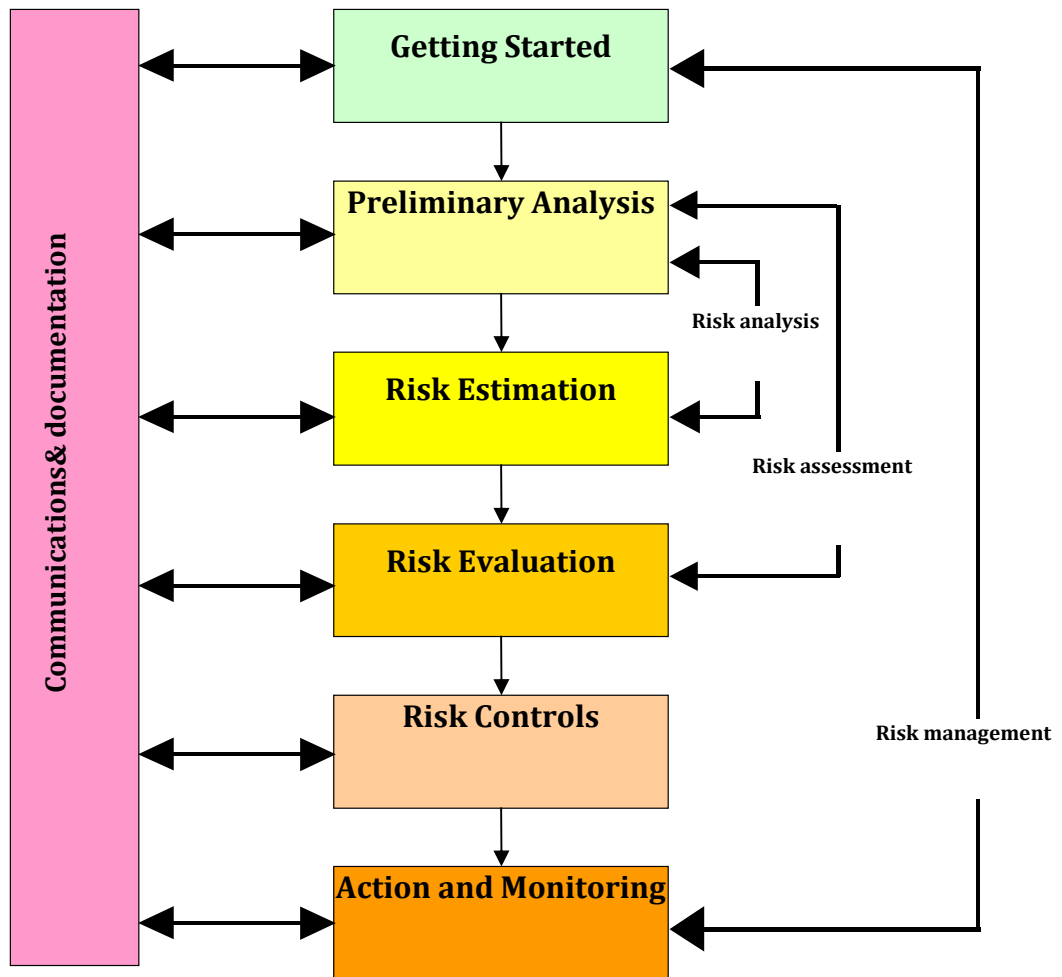 Getting Started
Preliminary Analysis
Risk analysis
Risk Estimation
Risk assessment
Risk Evaluation
Risk Controls
Risk management
Action and Monitoring
Communications& documentation